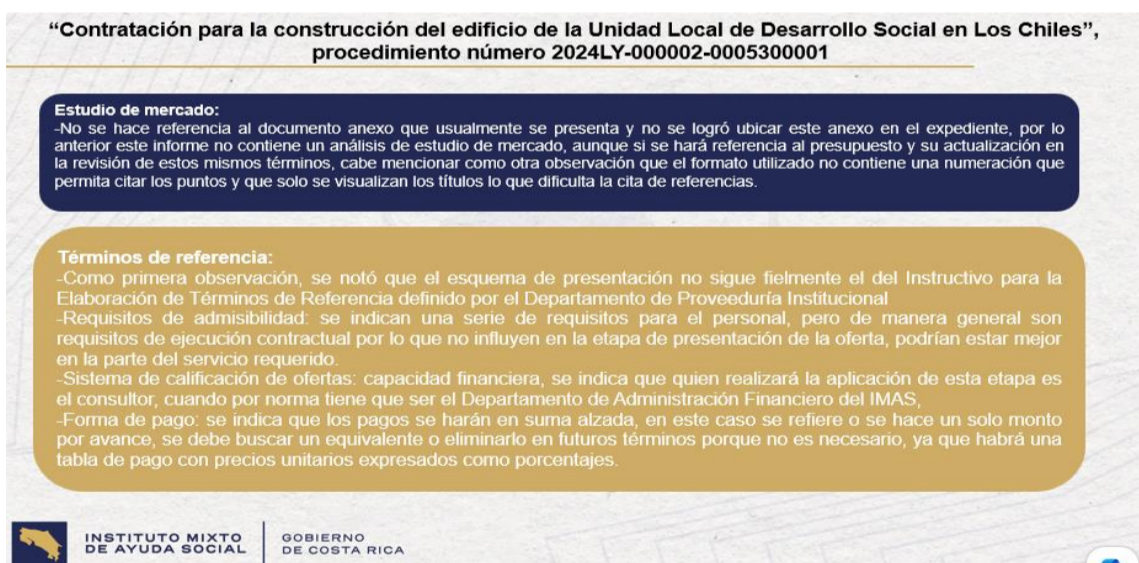 “Contratación para la construcción del edificio de la Unidad Local de Desarrollo Social en Los Chiles”,
procedimiento número 2024LY-000002-0005300001
Estudio de mercado:
-No se hace referencia al documento anexo que usualmente se presenta y no se logró ubicar este anexo en el expediente, por lo
anterior este informe no contiene un análisis de estudio de mercado, aunque si se hará referencia al presupuesto y su actualización en
la revisión de estos mismos términos, cabe mencionar como otra observación que el formato utilizado no contiene una numeración que
permita citar los puntos y que solo se visualizan los títulos lo que dificulta la cita de referencias.
Términos de referencia:
-Como primera observación, se notó que el esquema de presentación no sigue fielmente el del Instructivo para la
Elaboración de Términos de Referencia definido por el Departamento de Proveeduría Institucional
-Requisitos de admisibilidad: se indican una serie de requisitos para el personal, pero de manera general son
requisitos de ejecución contractual por lo que no influyen en la etapa de presentación de la oferta, podrían estar mejor
en la parte del servicio requerido.
-Sistema de calificación de ofertas: capacidad financiera, se indica que quien realizará la aplicación de esta etapa es
el consultor, cuando por norma tiene que ser el Departamento de Administración Financiero del IMAS,
-Forma de pago: se indica que los pagos se harán en suma alzada, en este caso se refiere o se hace un solo monto
por avance, se debe buscar un equivalente o eliminarlo en futuros términos porque no es necesario, ya que habrá una
tabla de pago con precios unitarios expresados como porcentajes.
INSTITUTO MIXTO
DE AYUDA SOCIAL
GOBIERNO
DE COSTA RICA